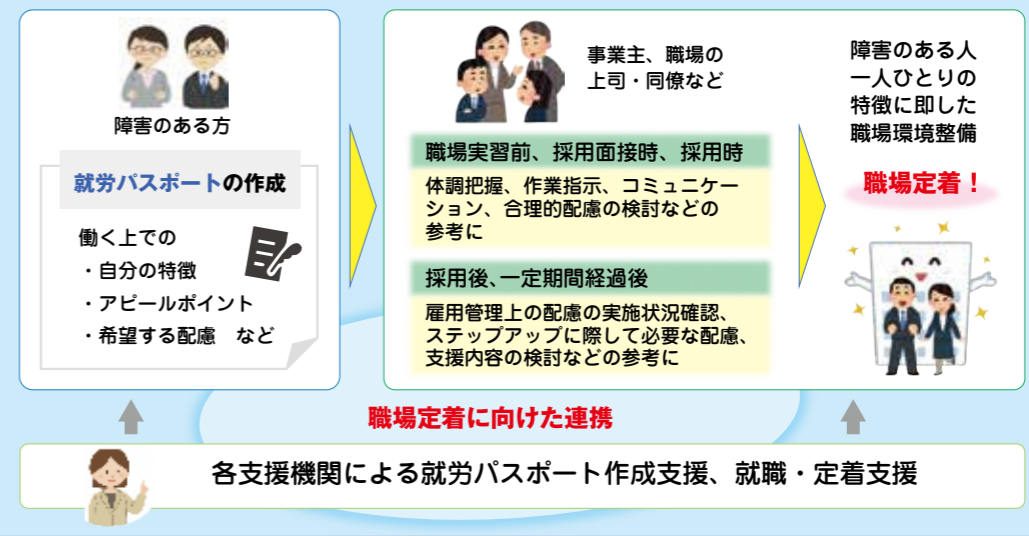 障害のある方
就労パスポートの作成
働く上での
・自分の特徴
・アピールポイント
・希望する配慮　など
事業主、職場の
上司・同僚など
職場実習前、採用面接時、採用時
体調把握、作業指示、コミュニケー
ション、合理的配慮の検討などの
参考に
採用後、一定期間経過後
雇用管理上の配慮の実施状況確認、
ステップアップに際して必要な配慮、
支援内容の検討などの参考に
障害のある人
一人ひとりの
特徴に即した
職場環境整備
職場定着！
職場定着に向けた連携
各支援機関による就労パスポート作成支援、就職・定着支援